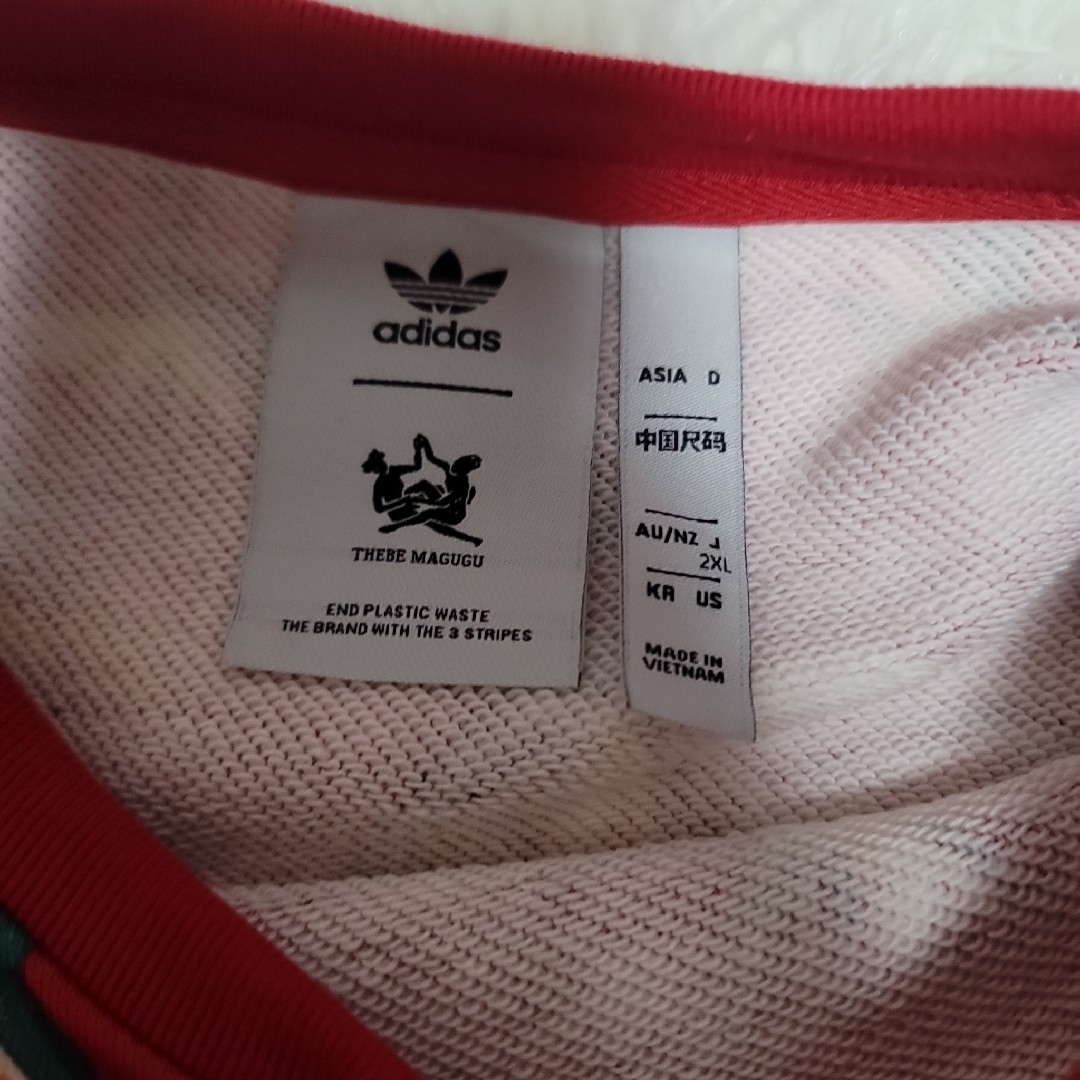 adidas
THEBE MAGUGU
END PLASTIC WASTE
THE BRAND WITH THE 3 STRIPES
ASIA D
中国尺码
AU/NZ J
2XL
KR US
MADE IN
VIETNAM